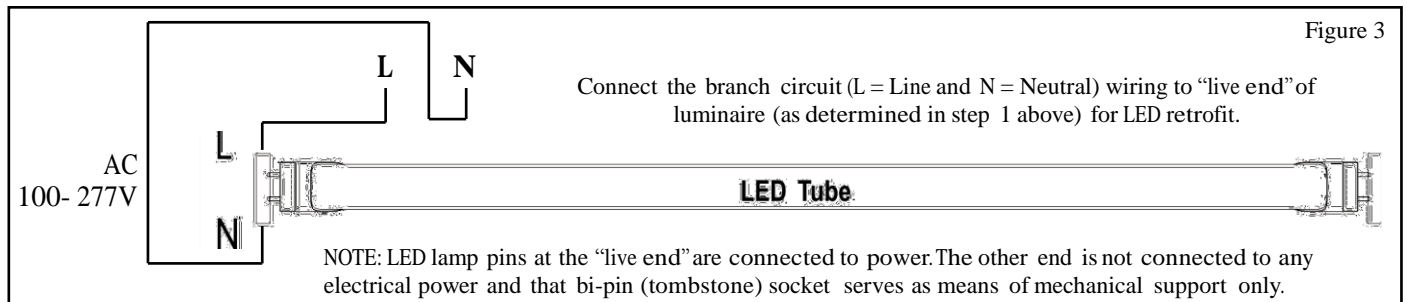 Figure 3
L N
Connect the branch circuit (L = Line and N = Neutral) wiring to “live end” of
luminaire (as determined in step 1 above) for LED retrofit.
L
AC
100- 277V
LED Tube
N
NOTE: LED lamp pins at the “live end” are connected to power. The other end is not connected to any
electrical power and that bi-pin (tombstone) socket serves as means of mechanical support only.